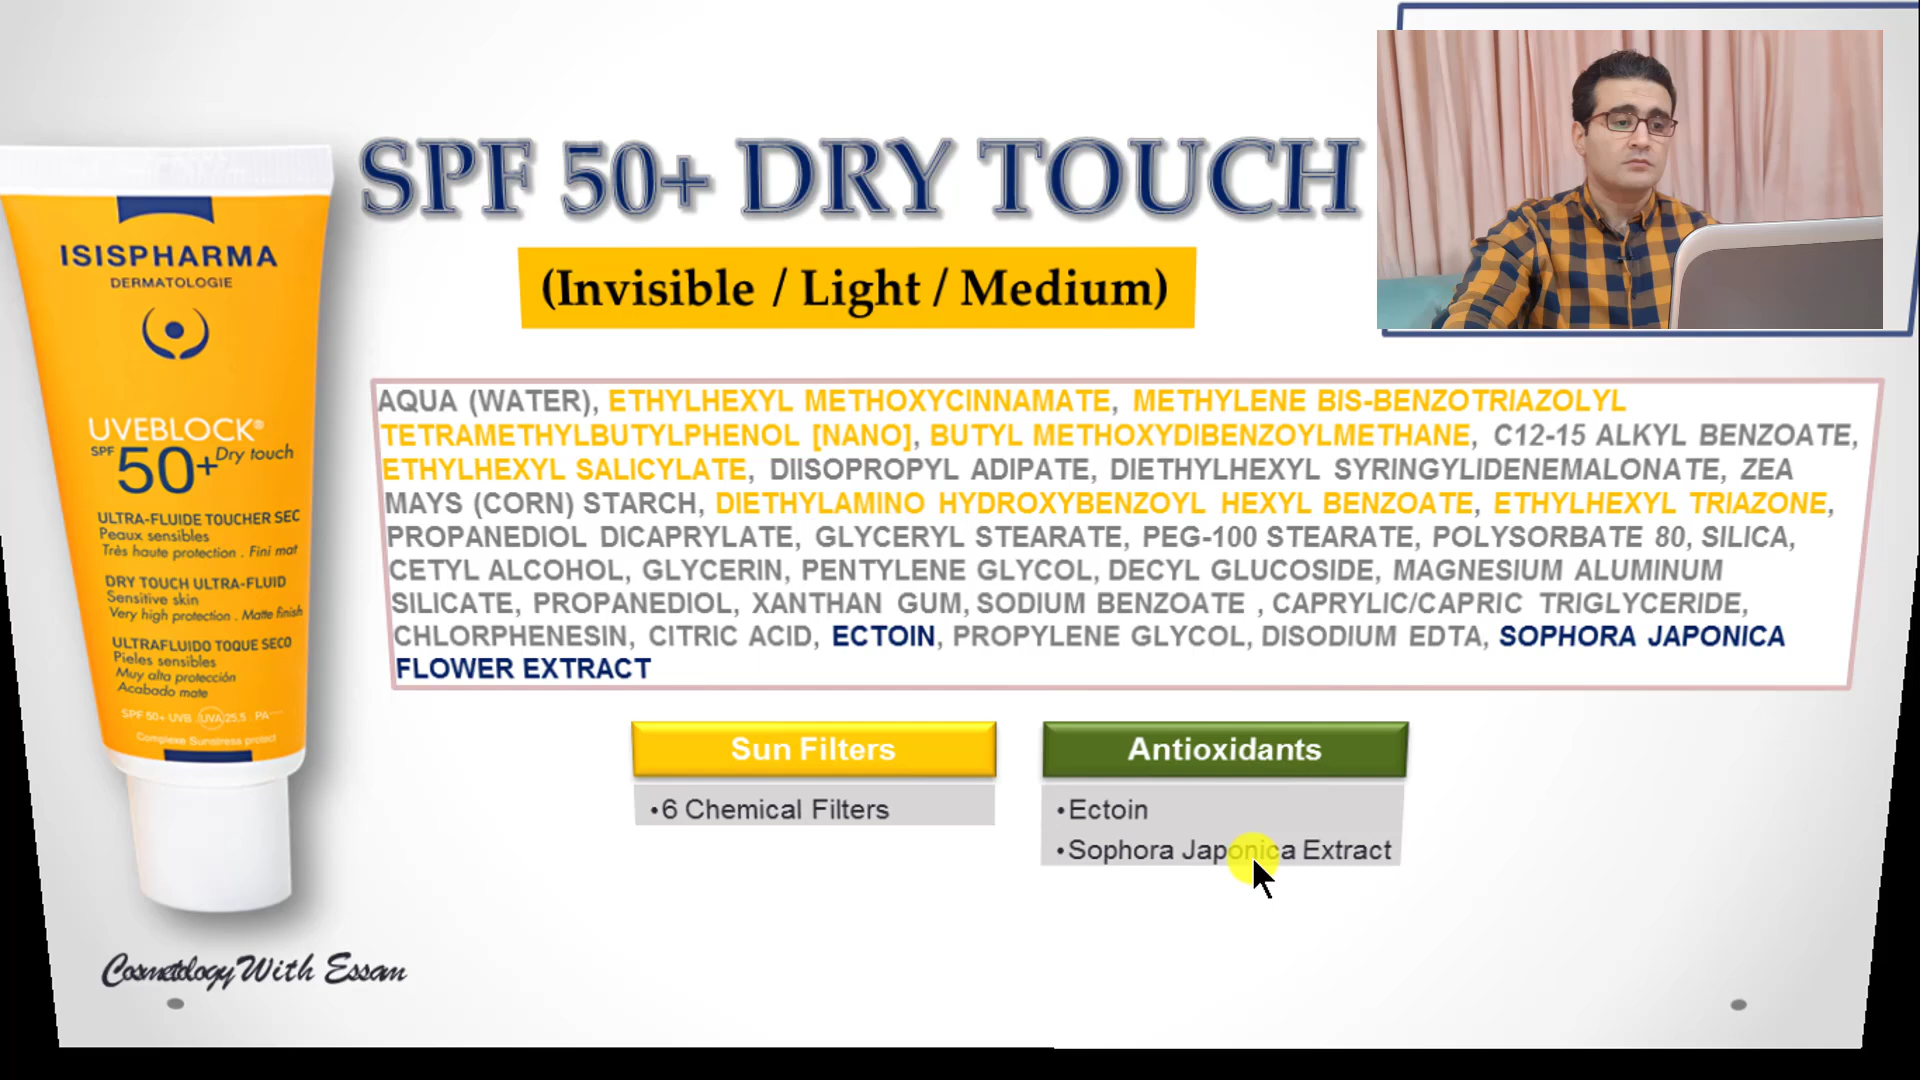 SPF 50+ DRY TOUCH
(Invisible / Light / Medium)
ISISPHARMA
DERMATOLOGIE
UVEBLOCK®
SPF 50+ Dry touch
ULTRA-FLUIDE TOUCHER SEC
Peaux sensibles
Très haute protection . Fini mat
DRY TOUCH ULTRA-FLUID
Sensitive skin
Very high protection . Matte finish
ULTRAFLUIDO TOQUE SECO
Pieles sensibles
Muy alta protección
Acabado mate
SPF 50+ UVB UVA 25,5 PA
Complexe Sunstress protect
AQUA (WATER), ETHYLHEXYL METHOXYCINNAMATE, METHYLENE BIS-BENZOTRIAZOLYL
TETRAMETHYLBUTYLPHENOL [NANO], BUTYL METHOXYDIBENZOYLMETHANE, C12-15 ALKYL BENZOATE,
ETHYLHEXYL SALICYLATE, DIISOPROPYL ADIPATE, DIETHYLHEXYL SYRINGYLIDENEMALONATE, ZEA
MAYS (CORN) STARCH, DIETHYLAMINO HYDROXYBENZOYL HEXYL BENZOATE, ETHYLHEXYL TRIAZONE,
PROPANEDIOL DICAPRYLATE, GLYCERYL STEARATE, PEG-100 STEARATE, POLYSORBATE 80, SILICA,
CETYL ALCOHOL, GLYCERIN, PENTYLENE GLYCOL, DECYL GLUCOSIDE, MAGNESIUM ALUMINUM
SILICATE, PROPANEDIOL, XANTHAN GUM, SODIUM BENZOATE , CAPRYLIC/CAPRIC TRIGLYCERIDE,
CHLORPHENESIN, CITRIC ACID, ECTOIN, PROPYLENE GLYCOL, DISODIUM EDTA, SOPHORA JAPONICA
FLOWER EXTRACT
Sun Filters
•6 Chemical Filters
Antioxidants
•Ectoin
•Sophora Japonica Extract
Cosmetology With Essam